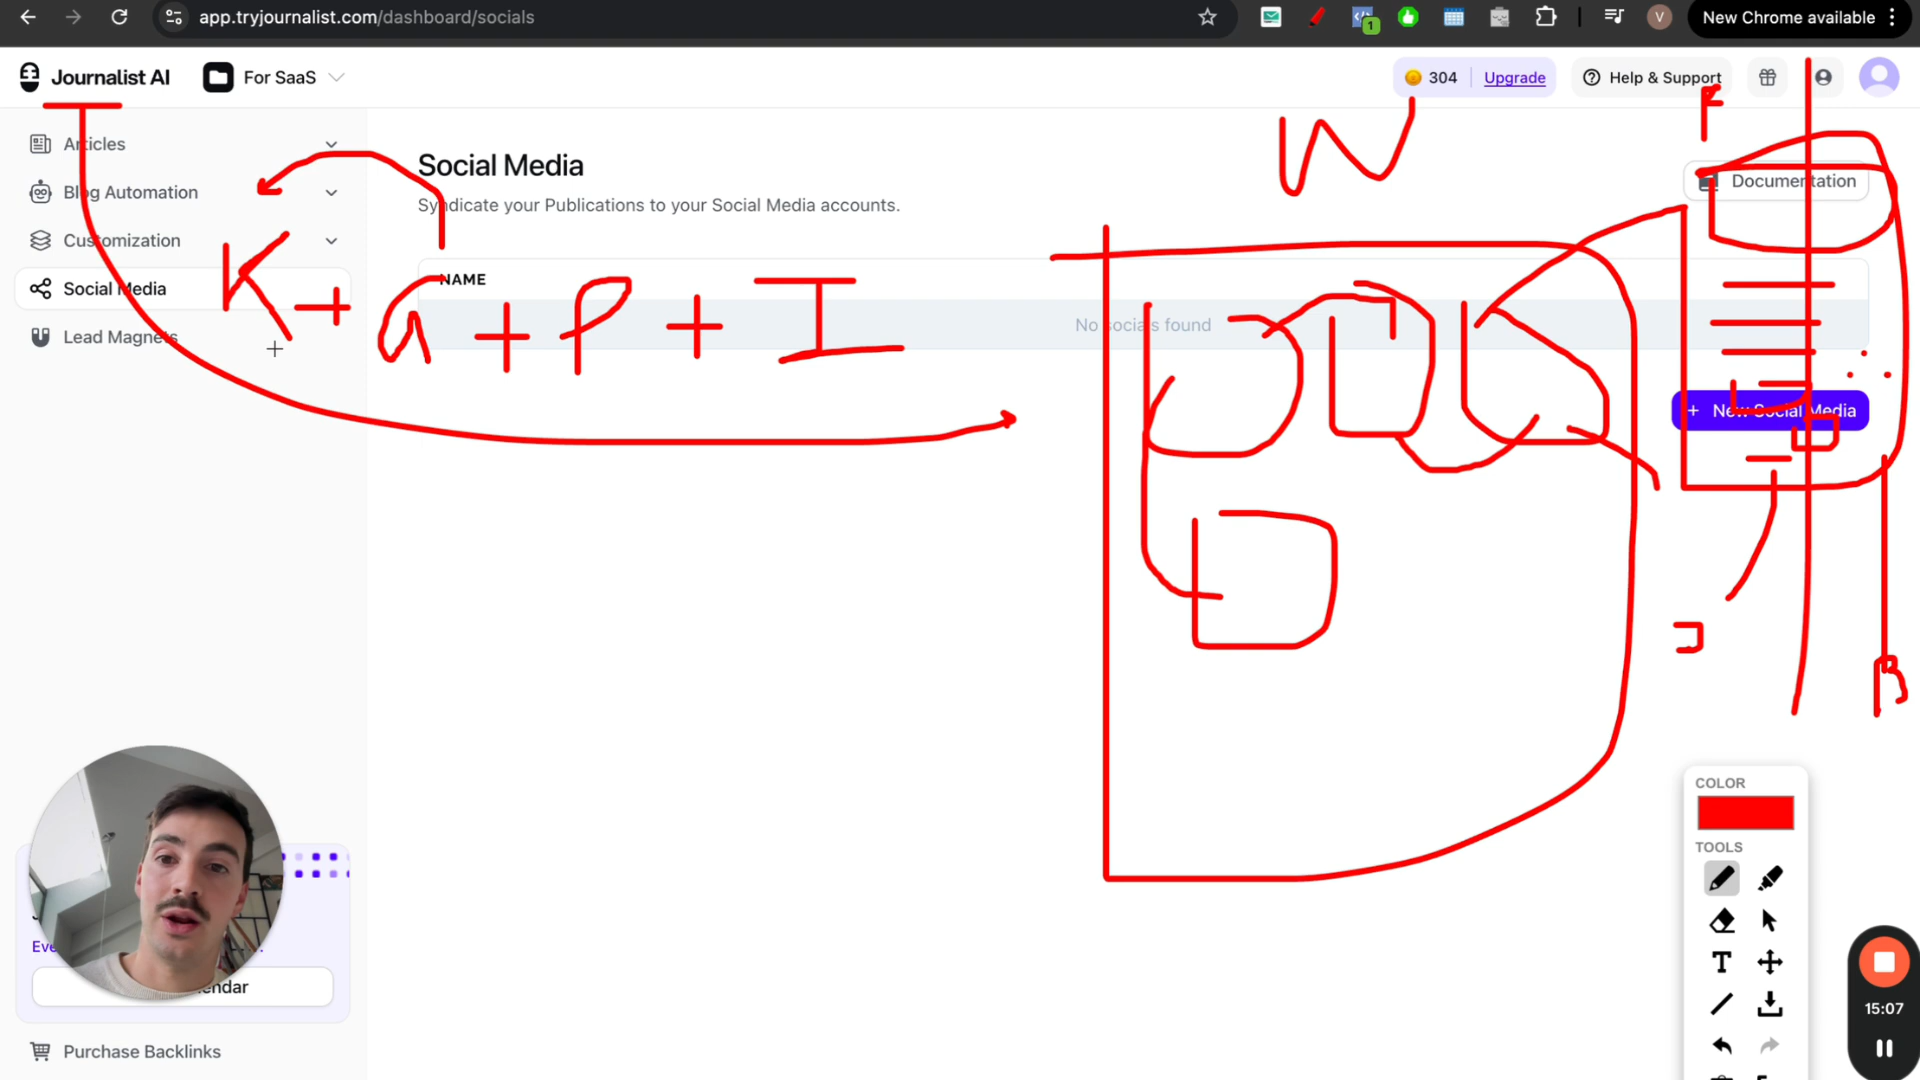 app.tryjournalist.com/dashboard/socials
1
V
New Chrome available
Journalist AI
For SaaS
304
Upgrade
Help & Support
Articles
Blog Automation
Customization
Social Media
Lead Magnets
Social Media
Syndicate your Publications to your Social Media accounts.
Documentation
W
NAME
No socials found
K + a + P + I
+ New Social Media
Purchase Backlinks
COLOR
TOOLS
T
15:07